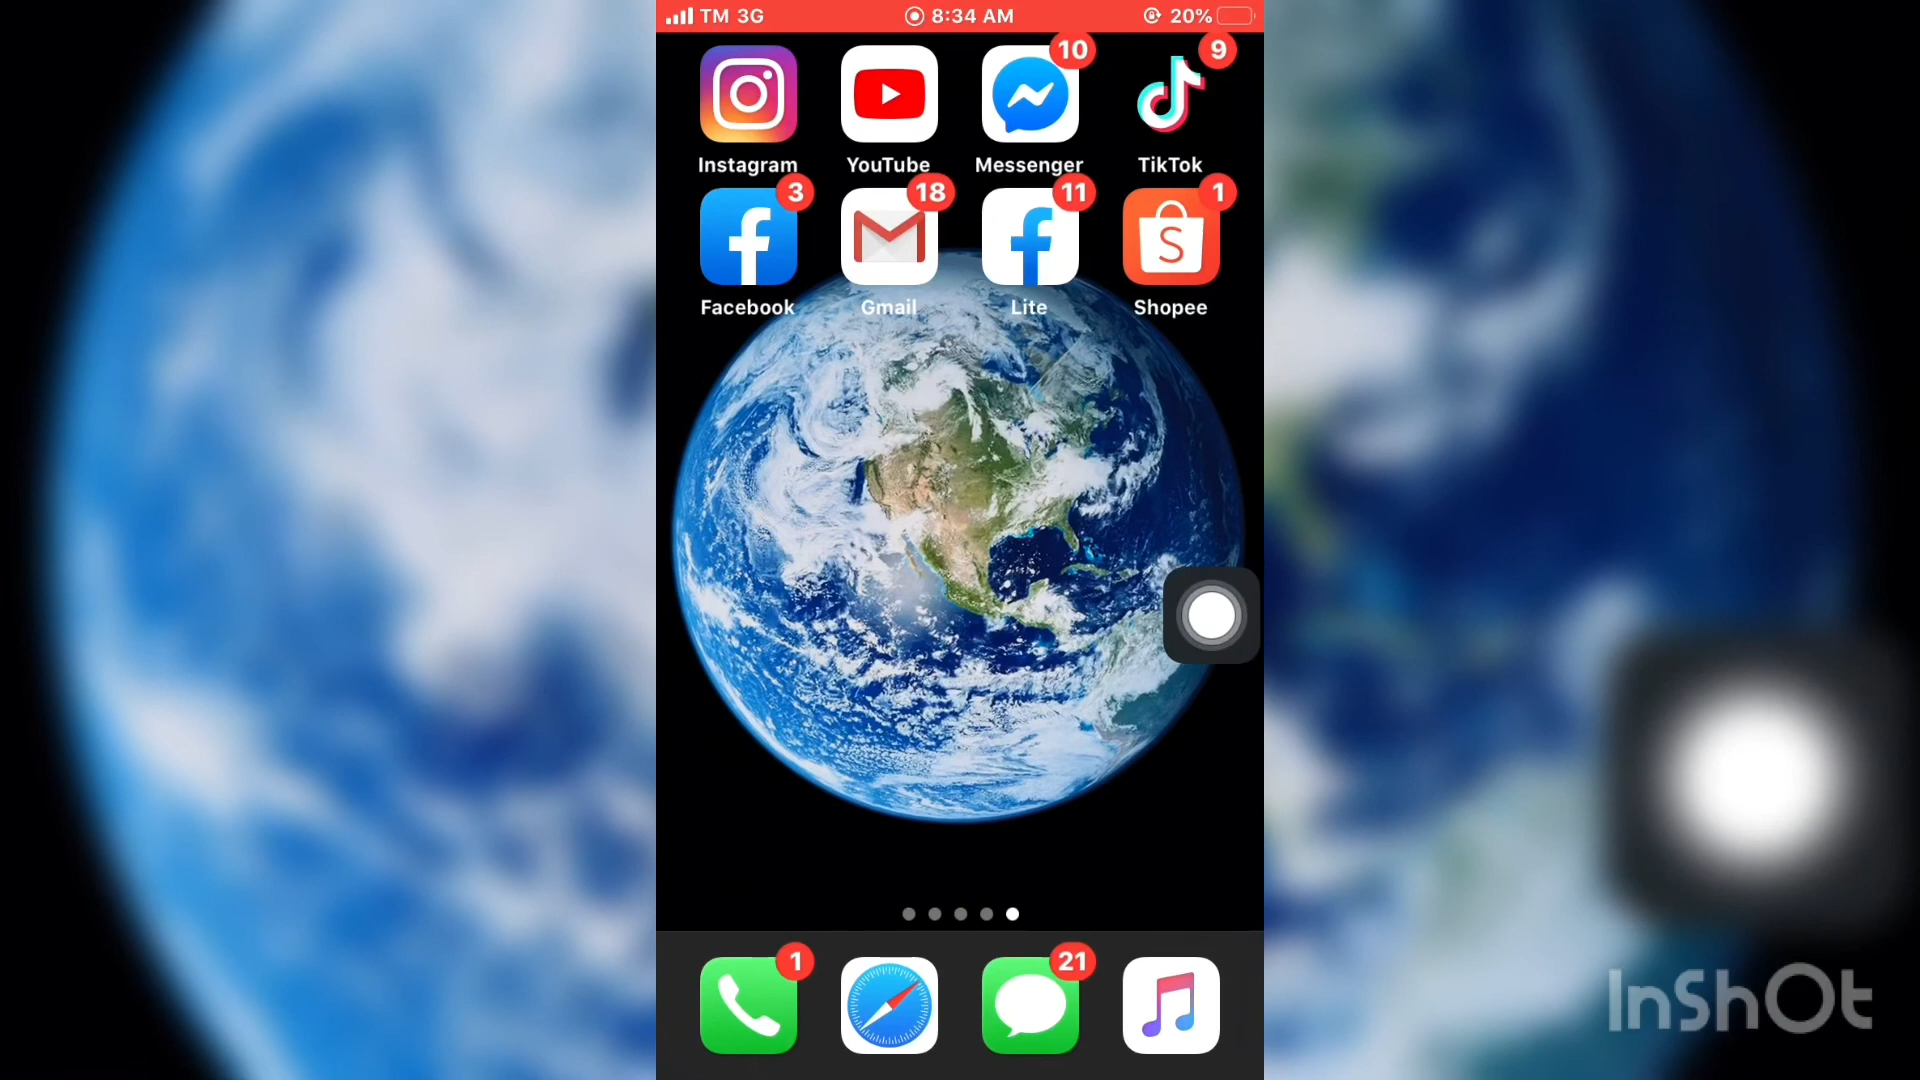 TM 3G 8:34 AM 20%
10 9
Instagram YouTube Messenger TikTok
3 18 11 1
S
Facebook Gmail Lite Shopee
1 21
InShOt